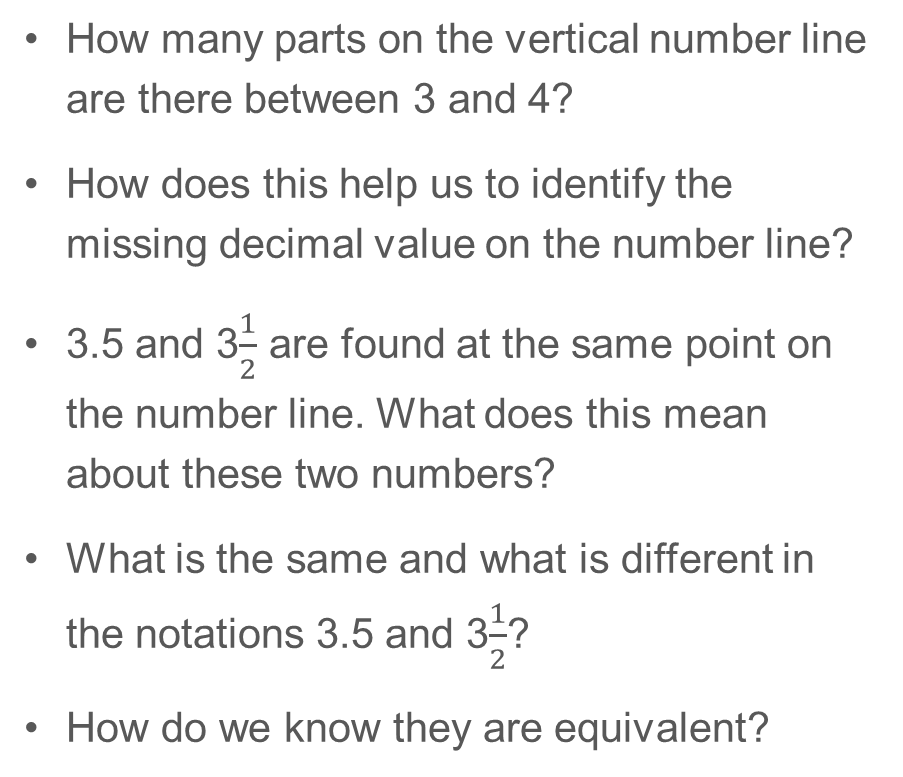 • How many parts on the vertical number line
are there between 3 and 4?
• How does this help us to identify the
missing decimal value on the number line?
• 3.5 and 3½ are found at the same point on
the number line. What does this mean
about these two numbers?
• What is the same and what is different in
the notations 3.5 and 3½?
• How do we know they are equivalent?